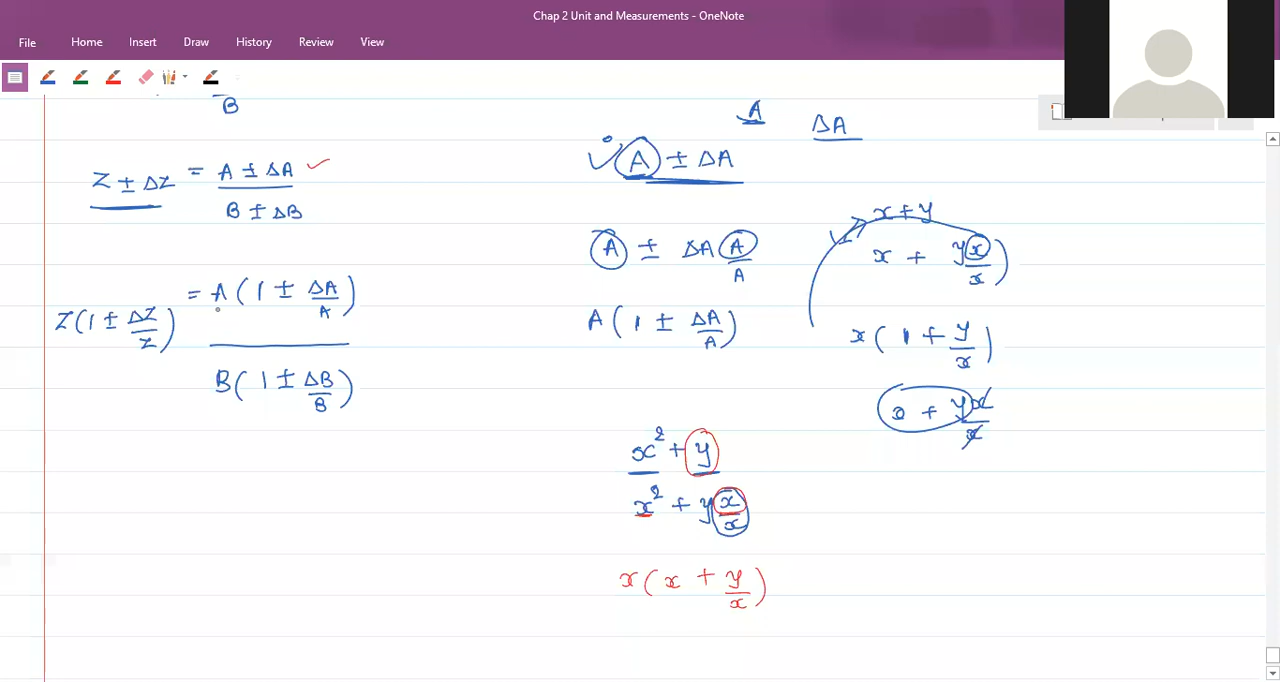 Chap 2 Unit and Measurements - OneNote
File Home Insert Draw History Review View
B
Z ± ΔZ = A ± ΔA ✓
B ± ΔB
Z(1 ± ΔZ/Z) = A(1 ± ΔA/A)
B(1 ± ΔB/B)
A ΔA
A ± ΔA
A ± ΔA A/A
A(1 ± ΔA/A)
x² + y
x² + y x/x
x(x + y/x)
x + y
x + y x/x)
x(1 + y/x)
x + y x/x